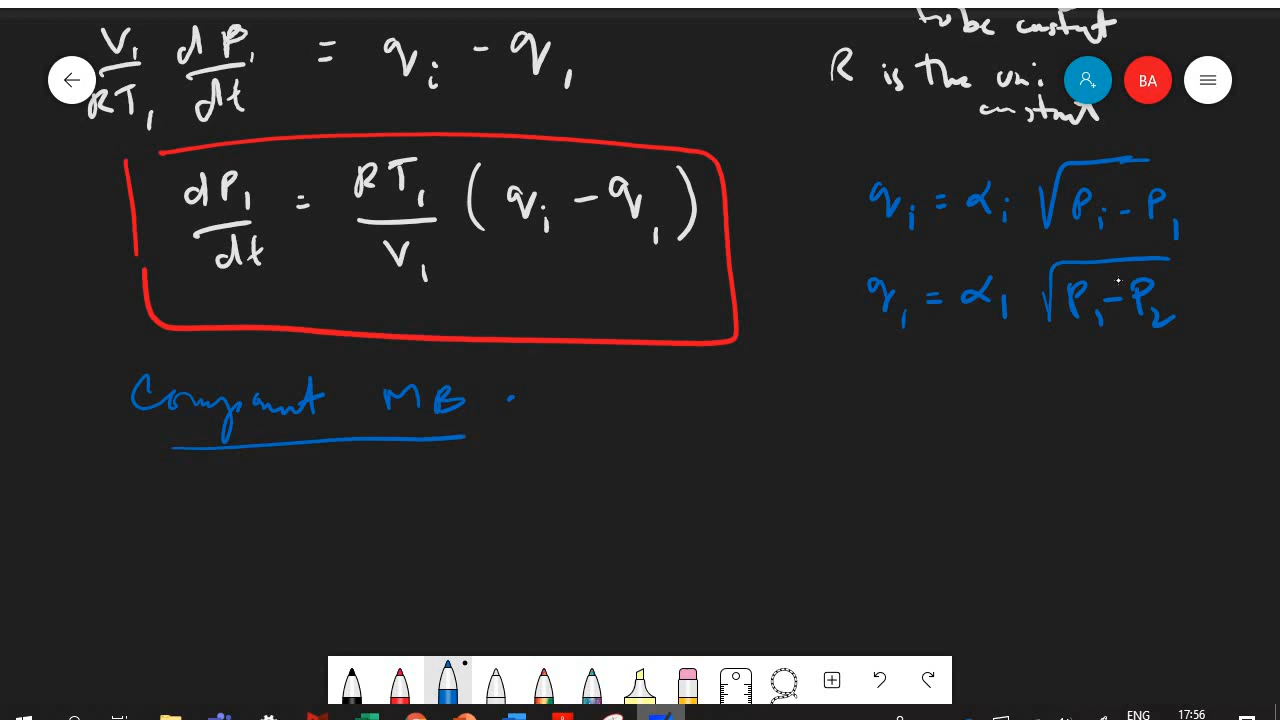 to be constant
V₁/RT₁ dP₁/dt = qᵢ - q₁
R is the uni
constant
BA
dP₁/dt = RT₁/V₁ (qᵢ - q₁)
qᵢ = αᵢ √(Pᵢ - P₁)
q₁ = α₁ √(P₁ - P₂)
MB .
ENG
17:56